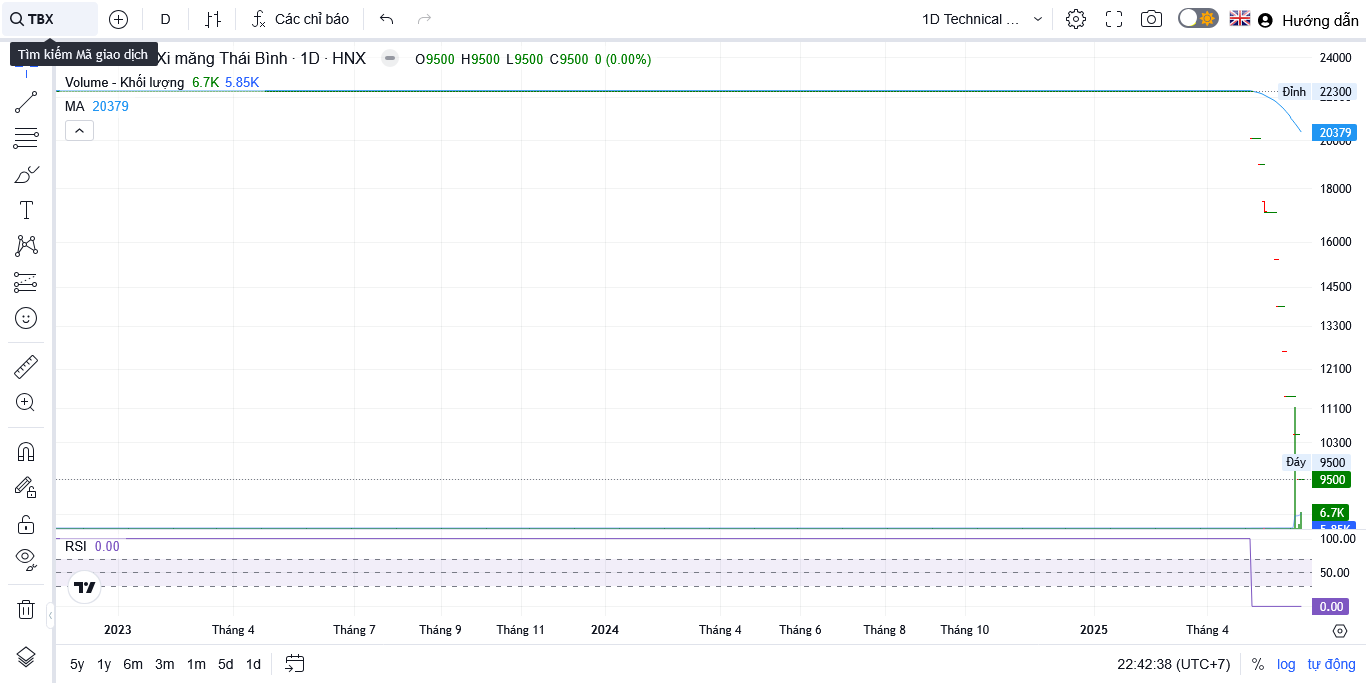 TBX D Các chỉ báo 1D Technical ... Hướng dẫn
Tìm kiếm Mã giao dịch
Xi măng Thái Bình · 1D · HNX O9500 H9500 L9500 C9500 0 (0.00%)
Volume - Khối lượng 6.7K 5.85K
MA 20379
24000
Đỉnh 22300
20379
20000
18000
16000
14500
13300
12100
11100
10300
Đáy 9500
9500
6.7K
5.85K
RSI 0.00
100.00
50.00
0.00
2023 Tháng 4 Tháng 7 Tháng 9 Tháng 11 2024 Tháng 4 Tháng 6 Tháng 8 Tháng 10 2025 Tháng 4
5y 1y 6m 3m 1m 5d 1d 22:42:38 (UTC+7) % log tự động